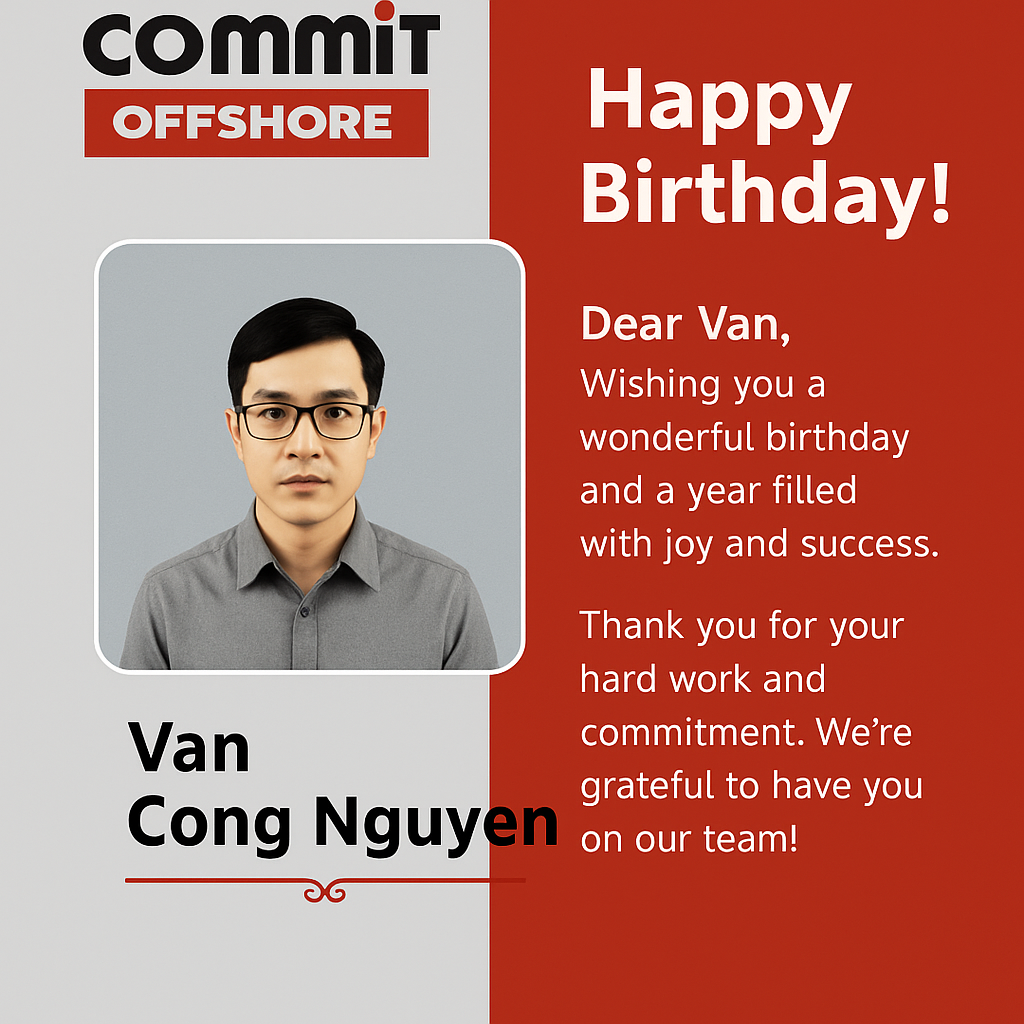 COMMiT
OFFSHORE
Happy
Birthday!
Dear Van,
Wishing you a
wonderful birthday
and a year filled
with joy and success.
Thank you for your
hard work and
commitment. We’re
grateful to have you
on our team!
Van
Cong Nguyen